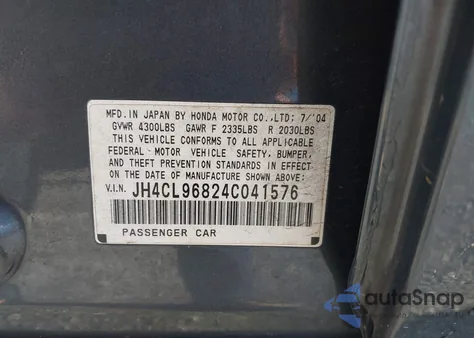 MFD.IN JAPAN BY HONDA MOTOR CO.,LTD: 7/'04
GVWR 4300LBS GAWR F 2335LBS R 2030LBS
THIS VEHICLE CONFORMS TO ALL APPLICABLE
FEDERAL MOTOR VEHICLE SAFETY, BUMPER,
AND THEFT PREVENTION STANDARDS IN EFFECT
ON THE DATE OF MANUFACTURE SHOWN ABOVE:
V.I.N. JH4CL96824C041576
PASSENGER CAR
autoSnap